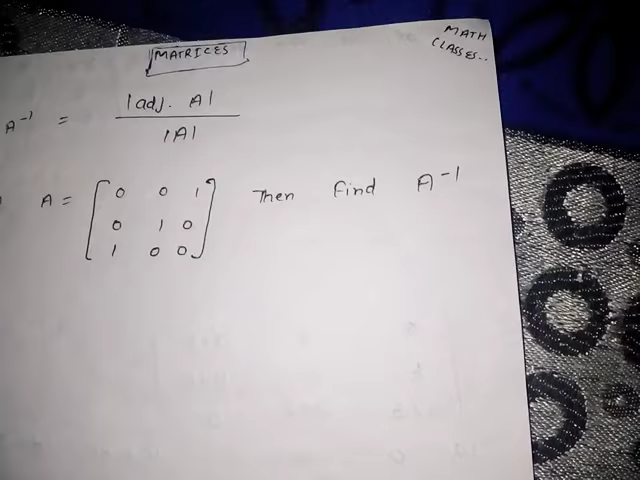 MATRICES
MATH
CLASSES..
A⁻¹ = |adj. A| / |A|
A = [ 0 0 1 Then find A⁻¹
0 1 0
1 0 0 ]